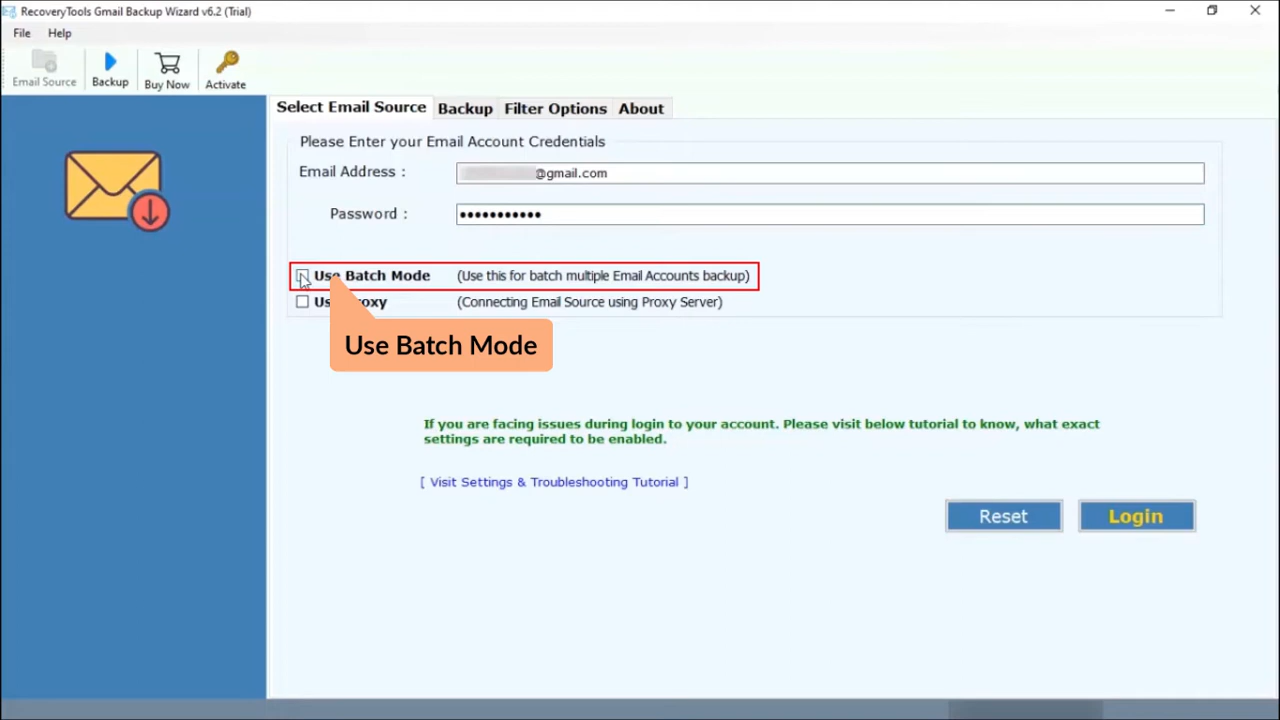 RecoveryTools Gmail Backup Wizard v6.2 (Trial)
File Help
Email Source Backup Buy Now Activate
Select Email Source Backup Filter Options About
Please Enter your Email Account Credentials
Email Address : @gmail.com
Password : •••••••••••
Use Batch Mode (Use this for batch multiple Email Accounts backup)
Use Proxy (Connecting Email Source using Proxy Server)
Use Batch Mode
If you are facing issues during login to your account. Please visit below tutorial to know, what exact
settings are required to be enabled.
[ Visit Settings & Troubleshooting Tutorial ]
Reset Login